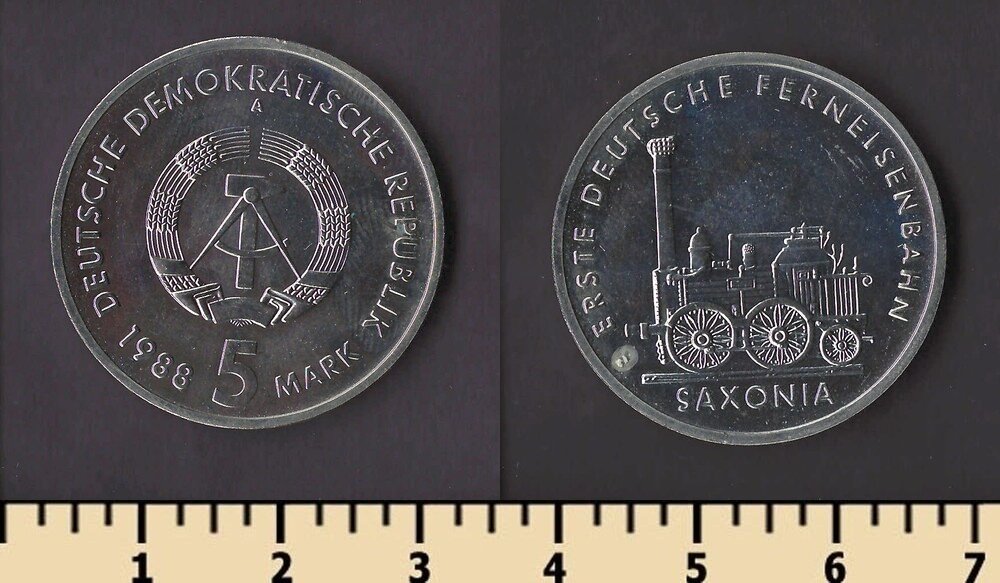 DEUTSCHE DEMOKRATISCHE REPUBLIK
A
1988
5 MARK
ERSTE DEUTSCHE FERNEISENBAHN
SAXONIA
1 2 3 4 5 6 7